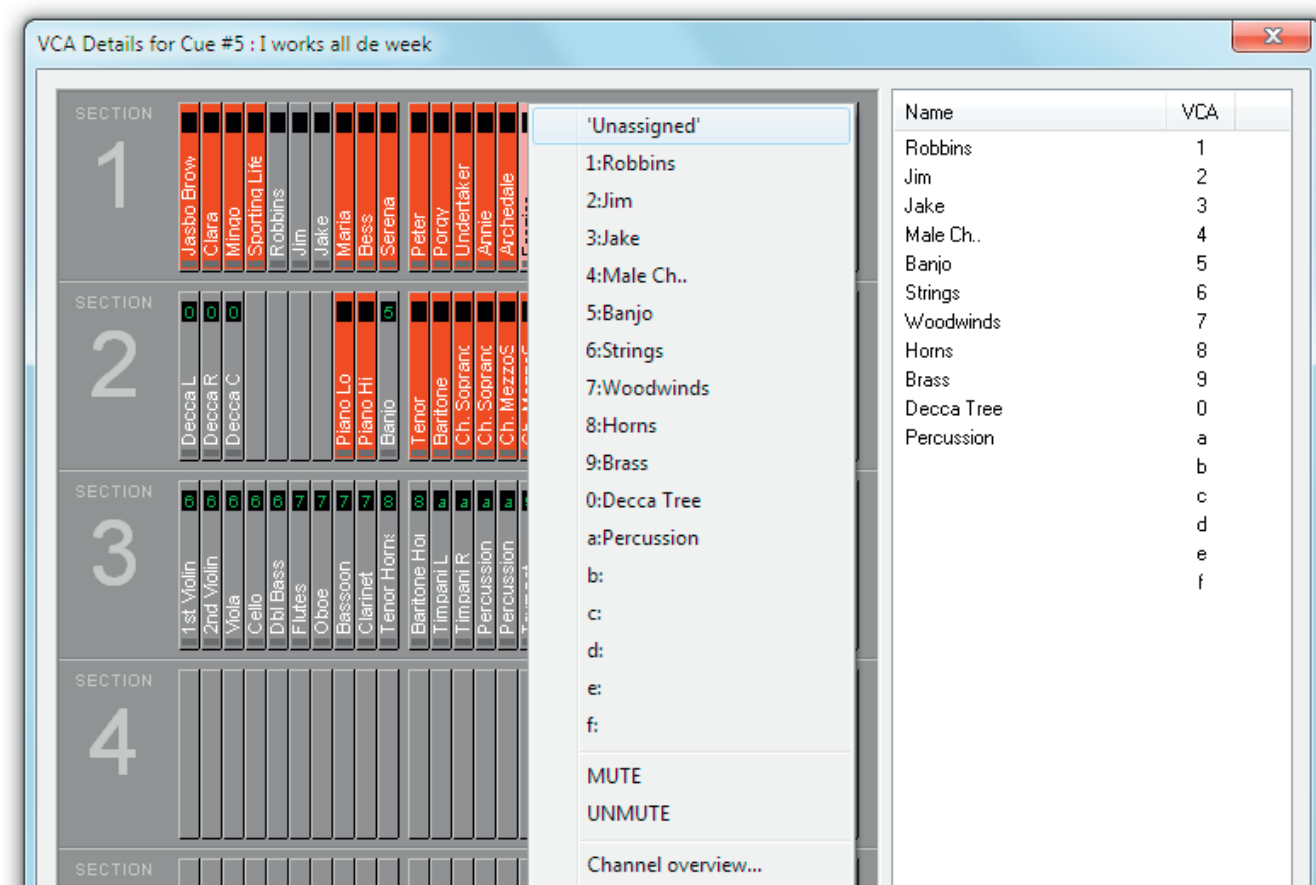 VCA Details for Cue #5 : I works all de week
SECTION
1
Jasbo Brow
Clara
Mingo
Sporting Life
Robbins
Jim
Jake
Maria
Bess
Serena
Peter
Porgy
Undertaker
Annie
Archedale
SECTION
2
0 0 0 5
Decca L
Decca R
Decca C
Piano Lo
Piano Hi
Banjo
Tenor
Baritone
Ch. Sopranc
Ch. Sopranc
Ch. MezzoS
SECTION
3
6 6 6 6 6 7 7 7 7 8 8 a a a a
1st Violin
2nd Violin
Viola
Cello
Dbl Bass
Flutes
Oboe
Bassoon
Clarinet
Tenor Horns
Baritone Hor
Timpani L
Timpani R
Percussion
Percussion
SECTION
4
SECTION
'Unassigned'
1:Robbins
2:Jim
3:Jake
4:Male Ch..
5:Banjo
6:Strings
7:Woodwinds
8:Horns
9:Brass
0:Decca Tree
a:Percussion
b:
c:
d:
e:
f:
MUTE
UNMUTE
Channel overview...
Name VCA
Robbins 1
Jim 2
Jake 3
Male Ch.. 4
Banjo 5
Strings 6
Woodwinds 7
Horns 8
Brass 9
Decca Tree 0
Percussion a
b
c
d
e
f